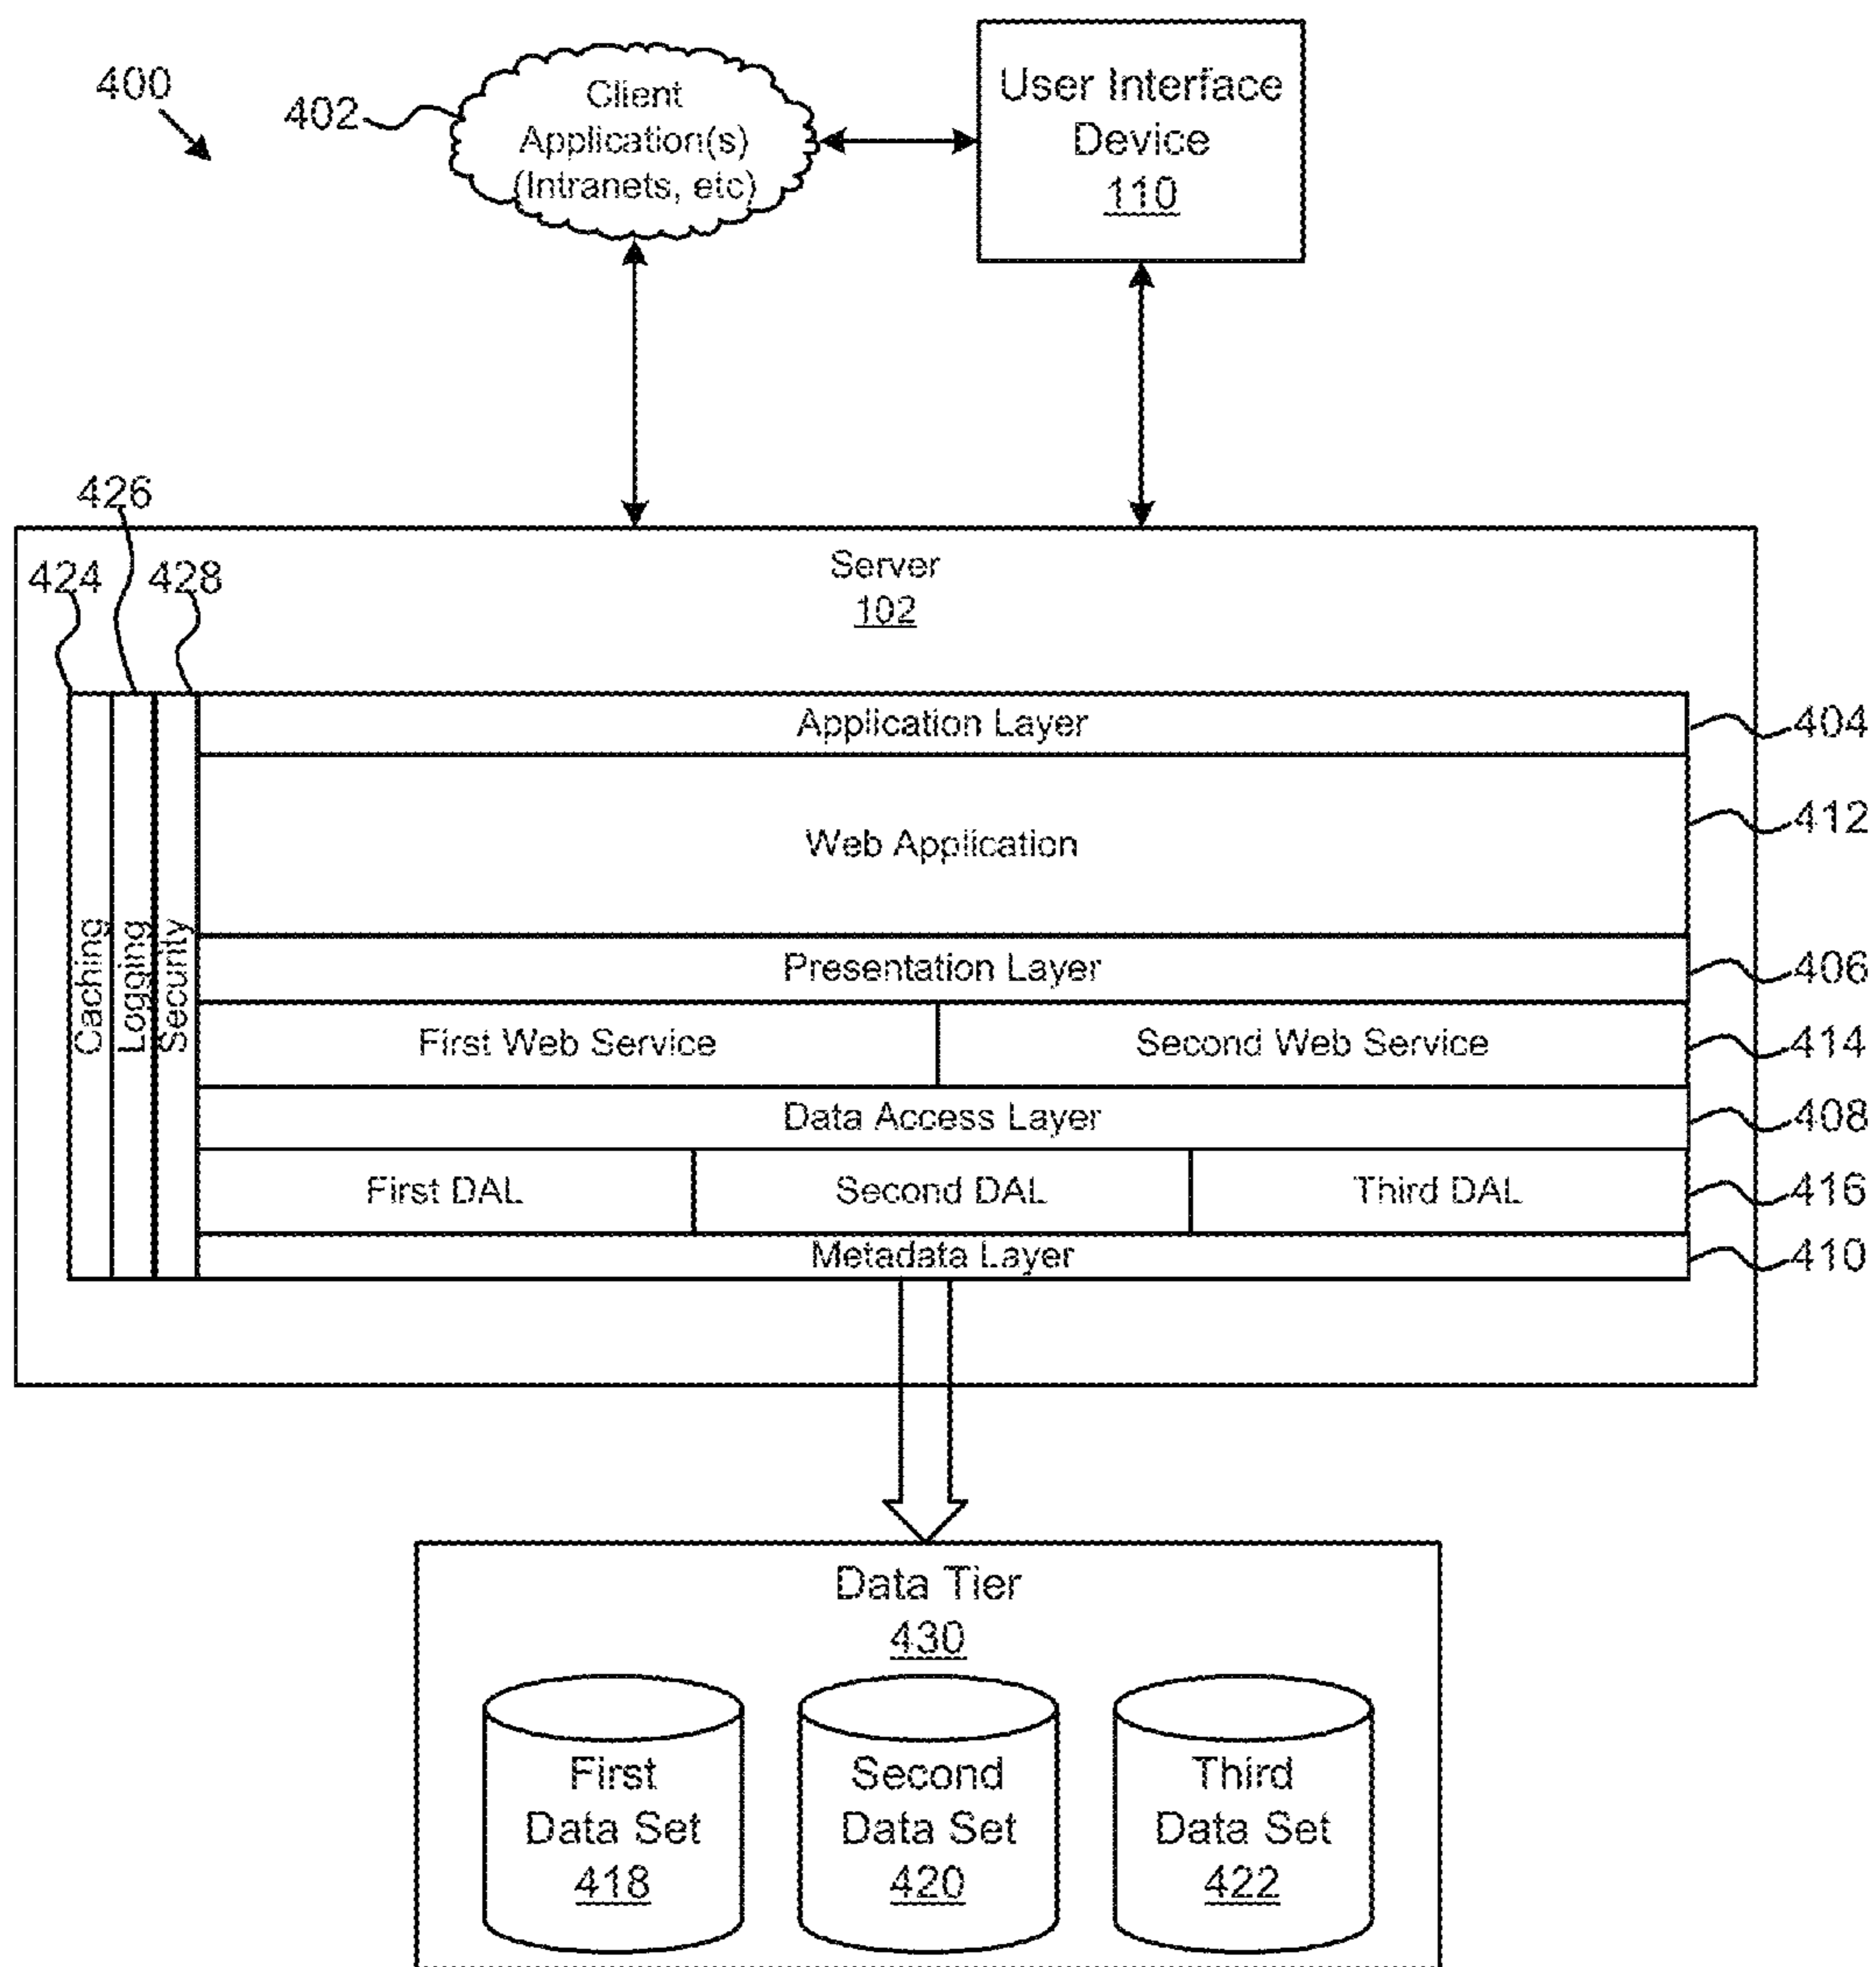 400
402
Client
Application(s)
(Intranets, etc)
User Interface
Device
110
426
424
428
Server
102
Application Layer
404
Web Application
412
Presentation Layer
406
First Web Service
Second Web Service
414
Data Access Layer
408
First DAL
Second DAL
Third DAL
416
Metadata Layer
410
Caching
Logging
Security
Data Tier
430
First
Data Set
418
Second
Data Set
420
Third
Data Set
422